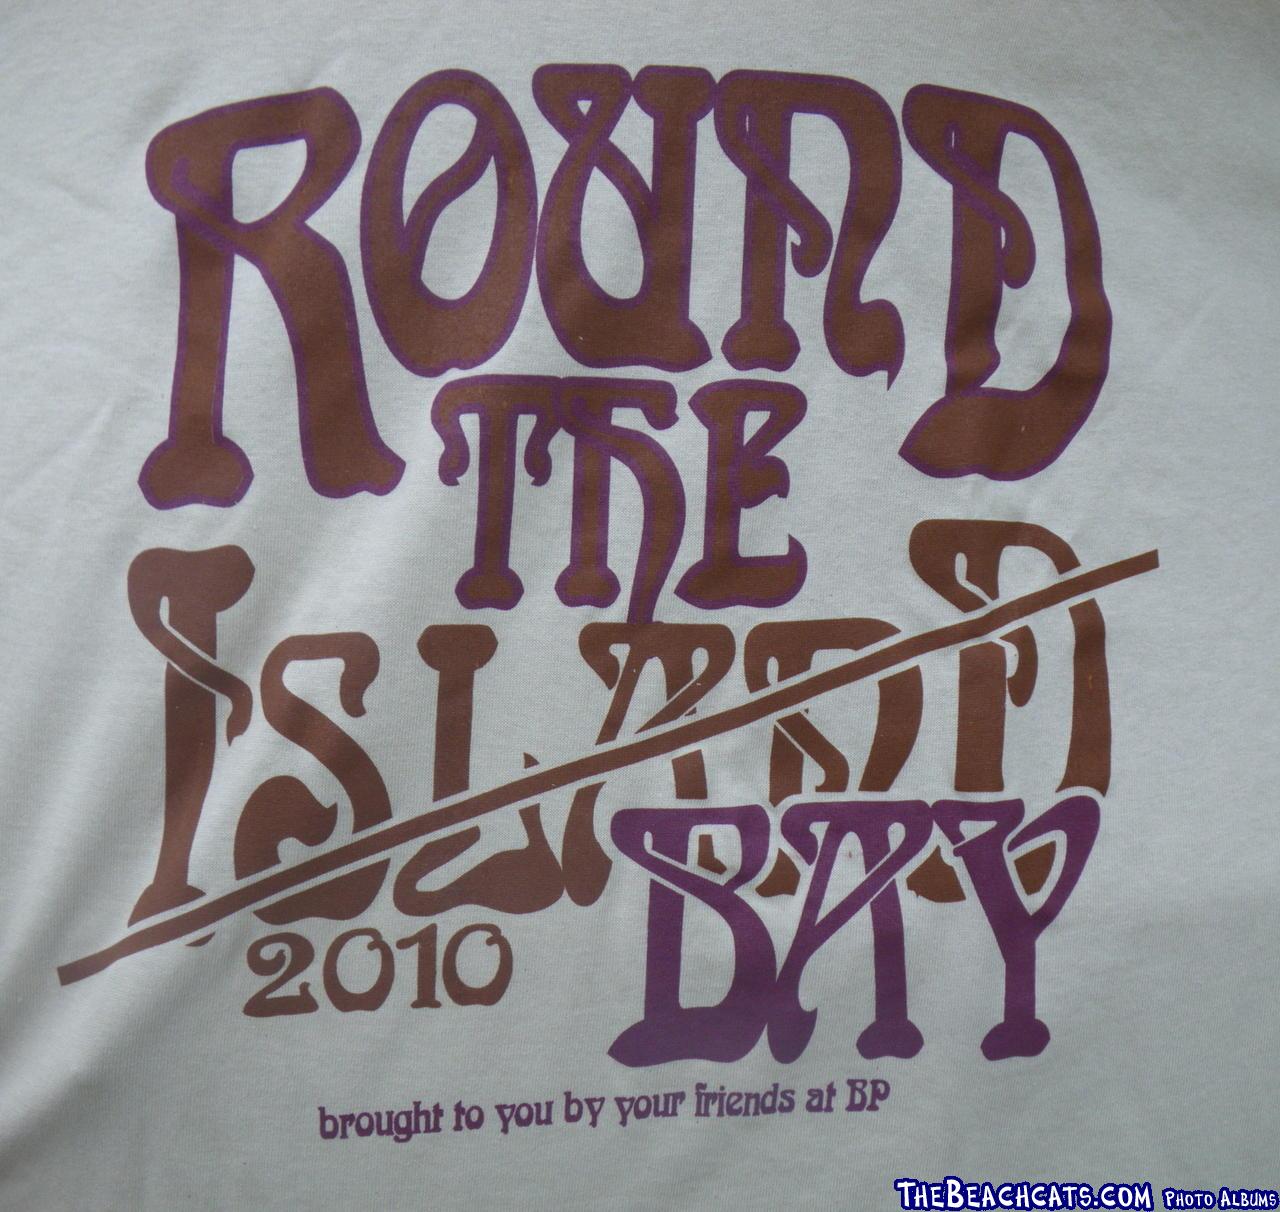 ROUND
THE
ISLAND
BAY
2010
brought to you by your friends at BP
THEBEACHCATS.COM PHOTO ALBUMS